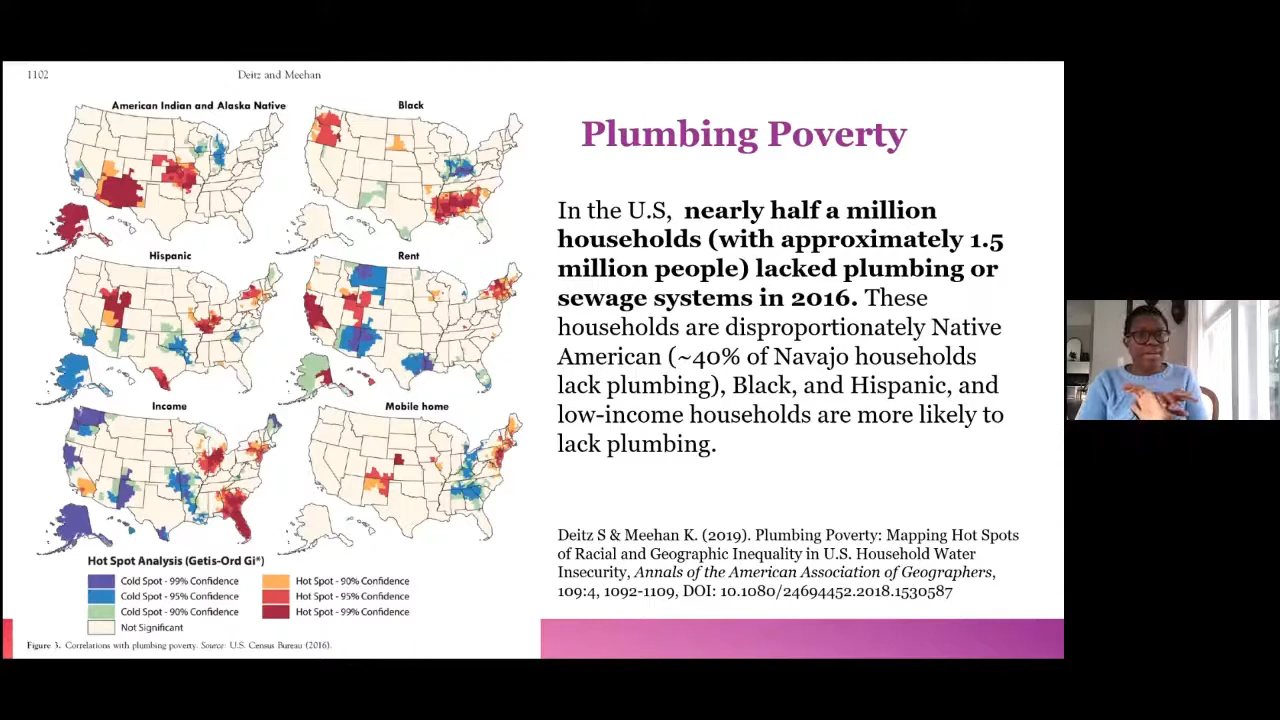 1102
Deitz and Meehan
American Indian and Alaska Native
Black
Hispanic
Rent
Income
Mobile home
Hot Spot Analysis (Getis-Ord Gi*)
Cold Spot - 99% Confidence
Cold Spot - 95% Confidence
Cold Spot - 90% Confidence
Not Significant
Hot Spot - 90% Confidence
Hot Spot - 95% Confidence
Hot Spot - 99% Confidence
Figure 3. Correlations with plumbing poverty. Source: U.S. Census Bureau (2016).
Plumbing Poverty
In the U.S, nearly half a million
households (with approximately 1.5
million people) lacked plumbing or
sewage systems in 2016. These
households are disproportionately Native
American (~40% of Navajo households
lack plumbing), Black, and Hispanic, and
low-income households are more likely to
lack plumbing.
Deitz S & Meehan K. (2019). Plumbing Poverty: Mapping Hot Spots
of Racial and Geographic Inequality in U.S. Household Water
Insecurity, Annals of the American Association of Geographers,
109:4, 1092-1109, DOI: 10.1080/24694452.2018.1530587